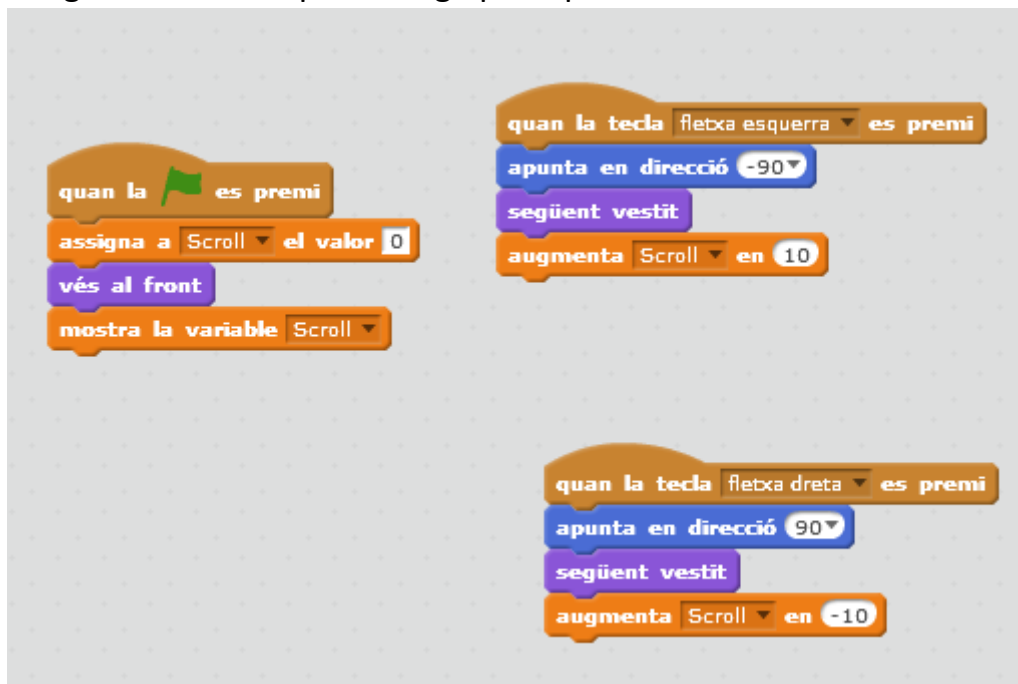 quan la es premi
assigna a Scroll el valor 0
vés al front
mostra la variable Scroll
quan la tecla fletxa esquerra es premi
apunta en direcció -90
següent vestit
augmenta Scroll en 10
quan la tecla fletxa dreta es premi
apunta en direcció 90
següent vestit
augmenta Scroll en -10